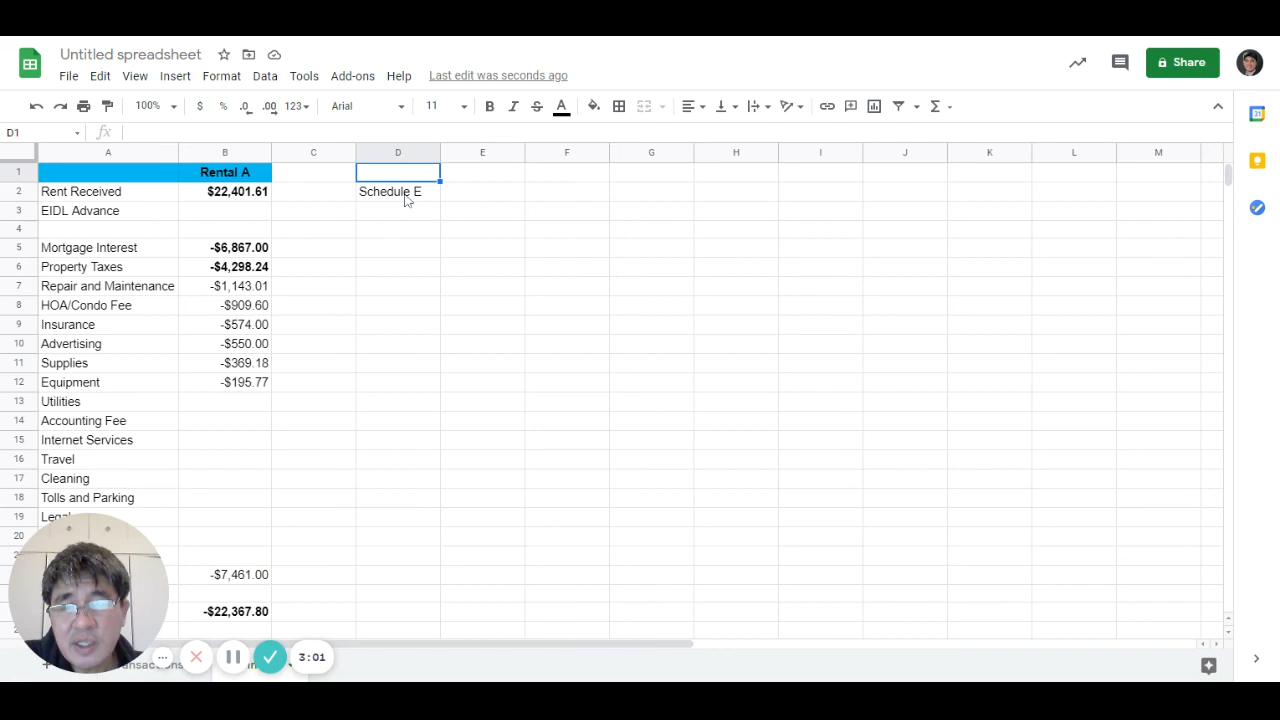 Untitled spreadsheet
File Edit View Insert Format Data Tools Add-ons Help Last edit was seconds ago
Share
100% $ % .0 .00 123 Arial 11 B I S A
31
D1 fx
A B C D E F G H I J K L M
1 Rental A
2 Rent Received $22,401.61 Schedule E
3 EIDL Advance
4
5 Mortgage Interest -$6,867.00
6 Property Taxes -$4,298.24
7 Repair and Maintenance -$1,143.01
8 HOA/Condo Fee -$909.60
9 Insurance -$574.00
10 Advertising -$550.00
11 Supplies -$369.18
12 Equipment -$195.77
13 Utilities
14 Accounting Fee
15 Internet Services
16 Travel
17 Cleaning
18 Tolls and Parking
19 Legal
20
-$7,461.00
-$22,367.80
3:01